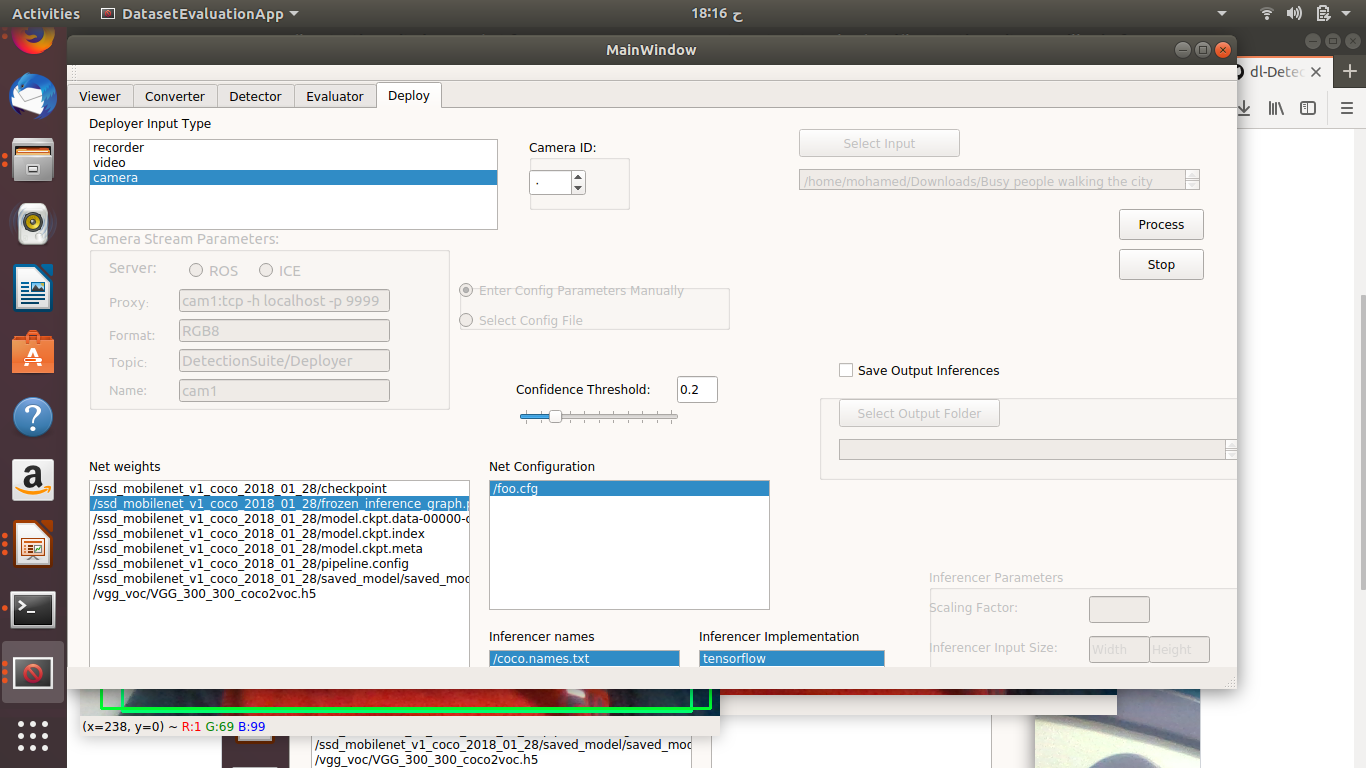 Activities
DatasetEvaluationApp
18:16 ح
MainWindow
dl-Dete
Viewer
Converter
Detector
Evaluator
Deploy
Deployer Input Type
recorder
video
camera
Camera ID:
٠
Select Input
/home/mohamed/Downloads/Busy people walking the city
Process
Stop
Camera Stream Parameters:
Server:
ROS
ICE
Proxy:
cam1:tcp -h localhost -p 9999
Format:
RGB8
Topic:
DetectionSuite/Deployer
Name:
cam1
Enter Config Parameters Manually
Select Config File
Confidence Threshold:
0.2
Save Output Inferences
Select Output Folder
Net weights
/ssd_mobilenet_v1_coco_2018_01_28/checkpoint
/ssd_mobilenet_v1_coco_2018_01_28/frozen_inference_graph.p
/ssd_mobilenet_v1_coco_2018_01_28/model.ckpt.data-00000-o
/ssd_mobilenet_v1_coco_2018_01_28/model.ckpt.index
/ssd_mobilenet_v1_coco_2018_01_28/model.ckpt.meta
/ssd_mobilenet_v1_coco_2018_01_28/pipeline.config
/ssd_mobilenet_v1_coco_2018_01_28/saved_model/saved_mod
/vgg_voc/VGG_300_300_coco2voc.h5
Net Configuration
/foo.cfg
Inferencer names
/coco.names.txt
Inferencer Implementation
tensorflow
Inferencer Parameters
Scaling Factor:
Inferencer Input Size:
Width
Height
(x=238, y=0) ~ R:1 G:69 B:99
/ssd_mobilenet_v1_coco_2018_01_28/saved_model/saved_mod
/vgg_voc/VGG_300_300_coco2voc.h5